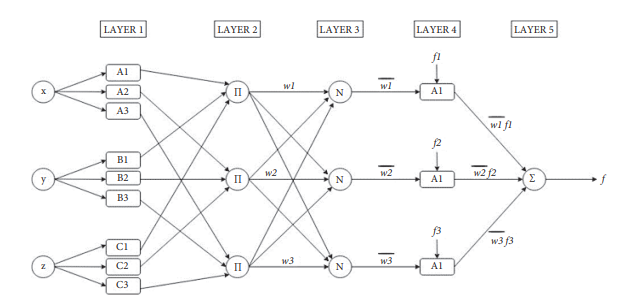 LAYER 1 LAYER 2 LAYER 3 LAYER 4 LAYER 5
f1
A1
x A2 Π w1 N w1 A1
A3
w1 f1
f2
B1
y B2 w2 Π N w2 A1 w2 f2 Σ f
B3
w3 f3
f3
C1
z C2 Π w3 N w3 A1
C3